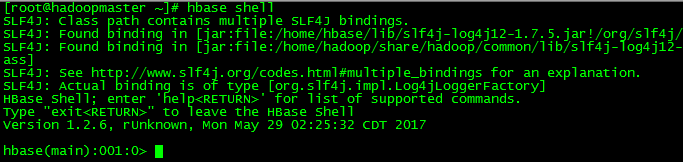 [root@hadoopmaster ~]# hbase shell
SLF4J: Class path contains multiple SLF4J bindings.
SLF4J: Found binding in [jar:file:/home/hbase/lib/slf4j-log4j12-1.7.5.jar!/org/slf4j/
SLF4J: Found binding in [jar:file:/home/hadoop/share/hadoop/common/lib/slf4j-log4j12-
ass]
SLF4J: See http://www.slf4j.org/codes.html#multiple_bindings for an explanation.
SLF4J: Actual binding is of type [org.slf4j.impl.Log4jLoggerFactory]
HBase Shell; enter 'help<RETURN>' for list of supported commands.
Type "exit<RETURN>" to leave the HBase Shell
Version 1.2.6, rUnknown, Mon May 29 02:25:32 CDT 2017
hbase(main):001:0>